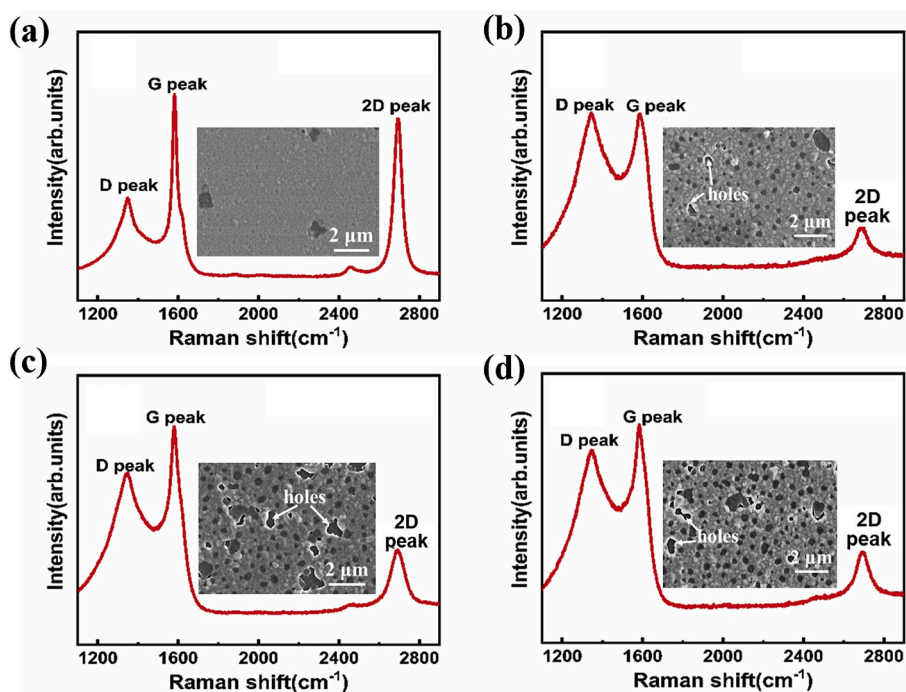 (a)
Intensity(arb.units)
D peak
G peak
2D peak
2 μm
1200 1600 2000 2400 2800
Raman shift(cm⁻¹)
(b)
Intensity(arb.units)
D peak
G peak
holes
2 μm
2D
peak
1200 1600 2000 2400 2800
Raman shift(cm⁻¹)
(c)
Intensity(arb.units)
D peak
G peak
holes
2 μm
2D
peak
1200 1600 2000 2400 2800
Raman shift(cm⁻¹)
(d)
Intensity(arb.units)
D peak
G peak
holes
2 μm
2D
peak
1200 1600 2000 2400 2800
Raman shift(cm⁻¹)